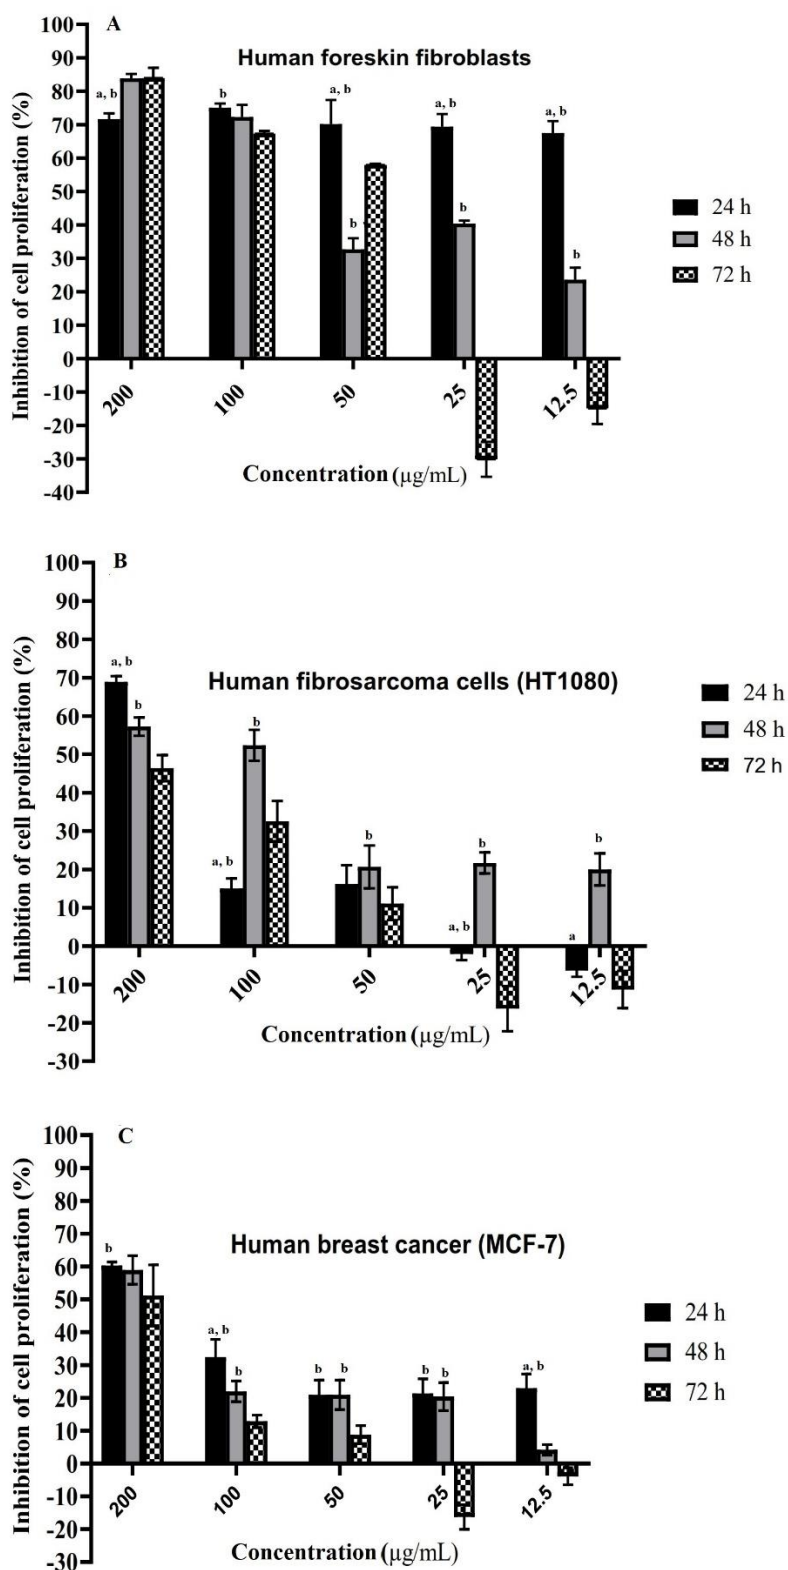 A
Human foreskin fibroblasts
Inhibition of cell proliferation (%)
100
90
80
70
60
50
40
30
20
10
0
-10
-20
-30
-40
a, b
b
a, b
b
a, b
b
a, b
b
24 h
48 h
72 h
200
100
50
25
12.5
Concentration (µg/mL)
B
Human fibrosarcoma cells (HT1080)
Inhibition of cell proliferation (%)
100
90
80
70
60
50
40
30
20
10
0
-10
-20
-30
a, b
b
a, b
b
b
a, b
b
a
b
24 h
48 h
72 h
200
100
50
25
12.5
Concentration (µg/mL)
C
Human breast cancer (MCF-7)
Inhibition of cell proliferation (%)
100
90
80
70
60
50
40
30
20
10
0
-10
-20
-30
b
a, b
b
b
b
b
b
a, b
24 h
48 h
72 h
200
100
50
25
12.5
Concentration (µg/mL)